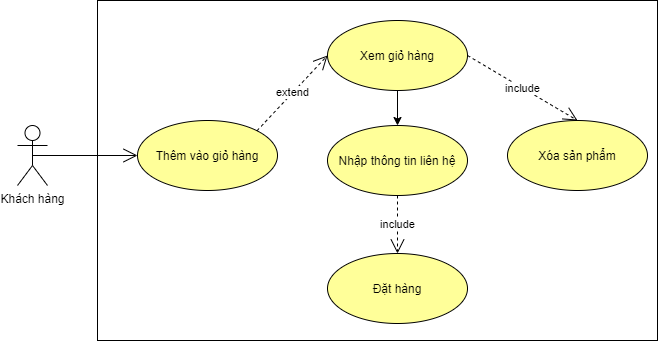 Xem giỏ hàng
extend
include
Thêm vào giỏ hàng
Nhập thông tin liên hệ
Xóa sản phẩm
Khách hàng
include
Đặt hàng